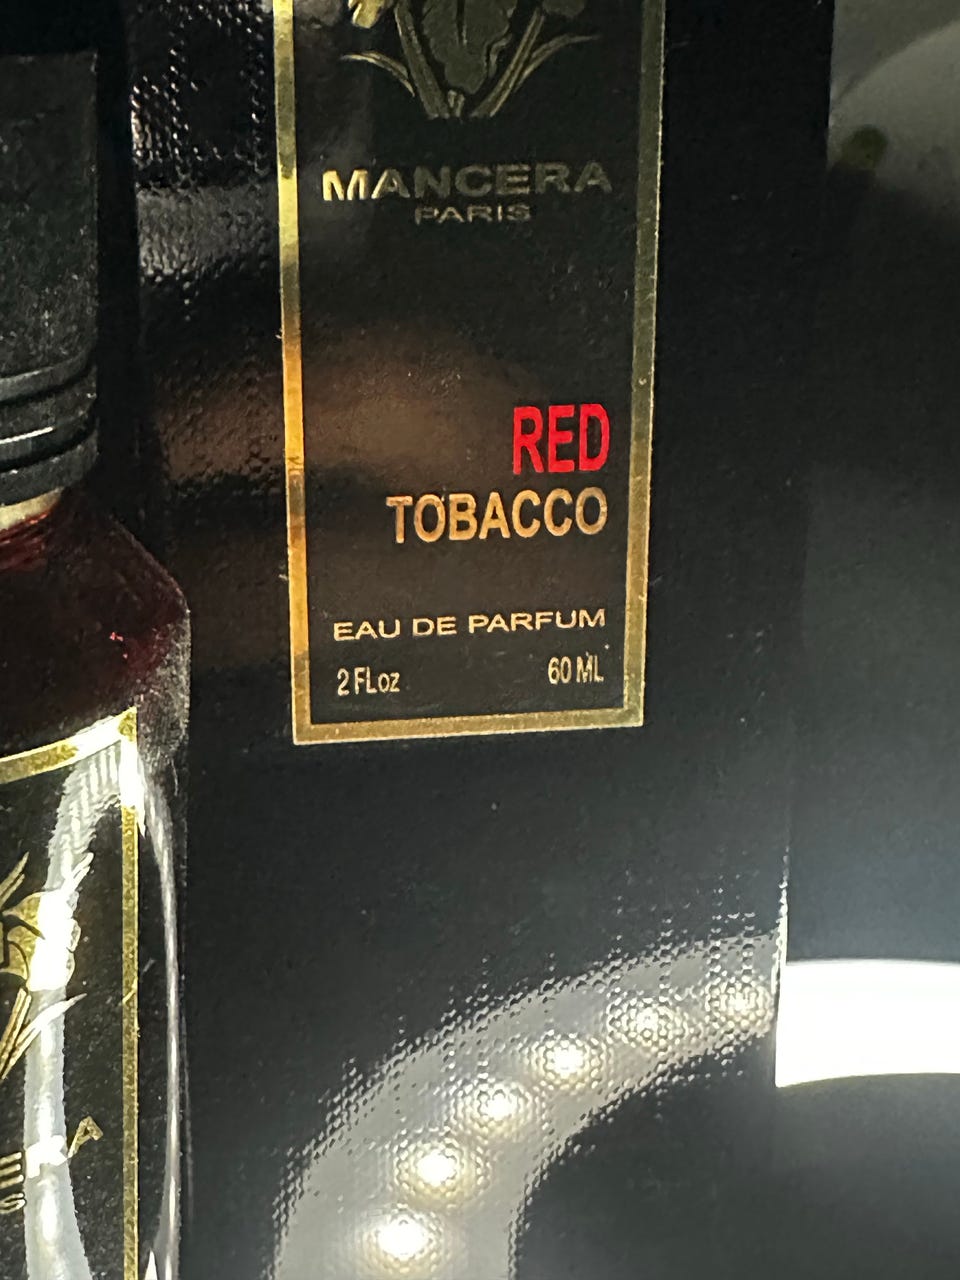 MANCERA
PARIS
RED
TOBACCO
EAU DE PARFUM
2 FLoz 60 ML